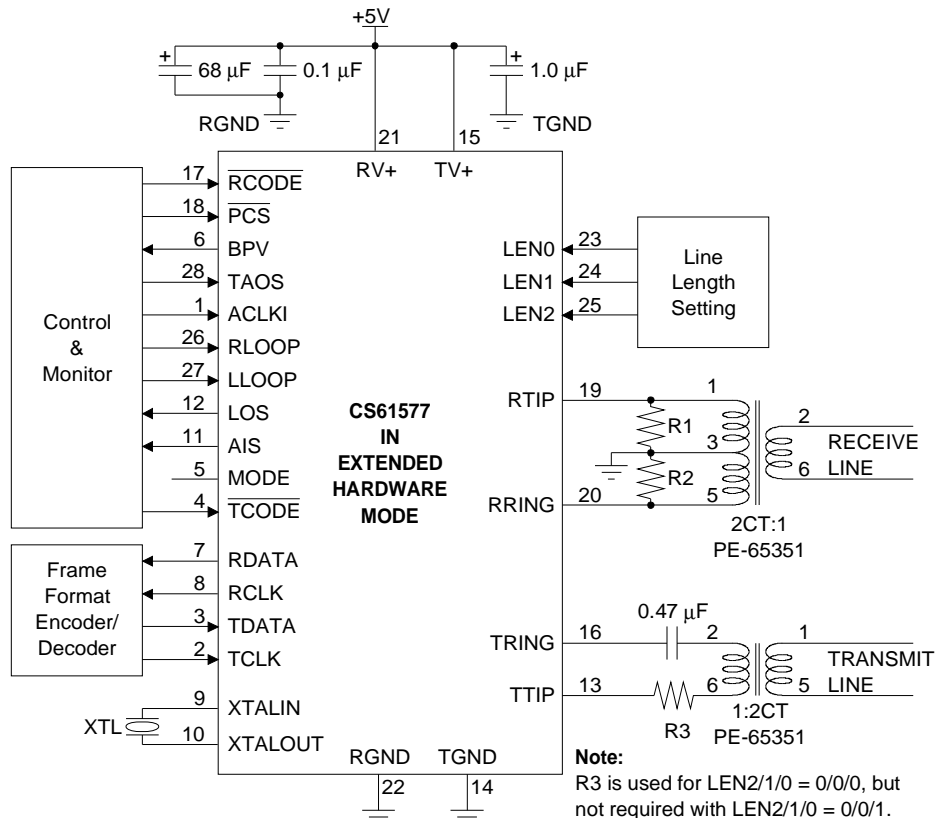 +5V
+
68 µF
0.1 µF
+
1.0 µF
RGND
TGND
21
15
RV+
TV+
Control
&
Monitor
17
RCODE
18
PCS
6
BPV
28
TAOS
1
ACLKI
26
RLOOP
27
LLOOP
12
LOS
11
AIS
5
MODE
4
TCODE
Frame
Format
Encoder/
Decoder
7
RDATA
8
RCLK
3
TDATA
2
TCLK
XTL
9
XTALIN
10
XTALOUT
CS61577
IN
EXTENDED
HARDWARE
MODE
LEN0
23
LEN1
24
LEN2
25
Line
Length
Setting
RTIP
19
R1
R2
RRING
20
1
3
5
2
6
RECEIVE
LINE
2CT:1
PE-65351
TRING
16
0.47 µF
TTIP
13
R3
2
6
1
5
TRANSMIT
LINE
1:2CT
PE-65351
RGND
22
TGND
14
Note:
R3 is used for LEN2/1/0 = 0/0/0, but
not required with LEN2/1/0 = 0/0/1.